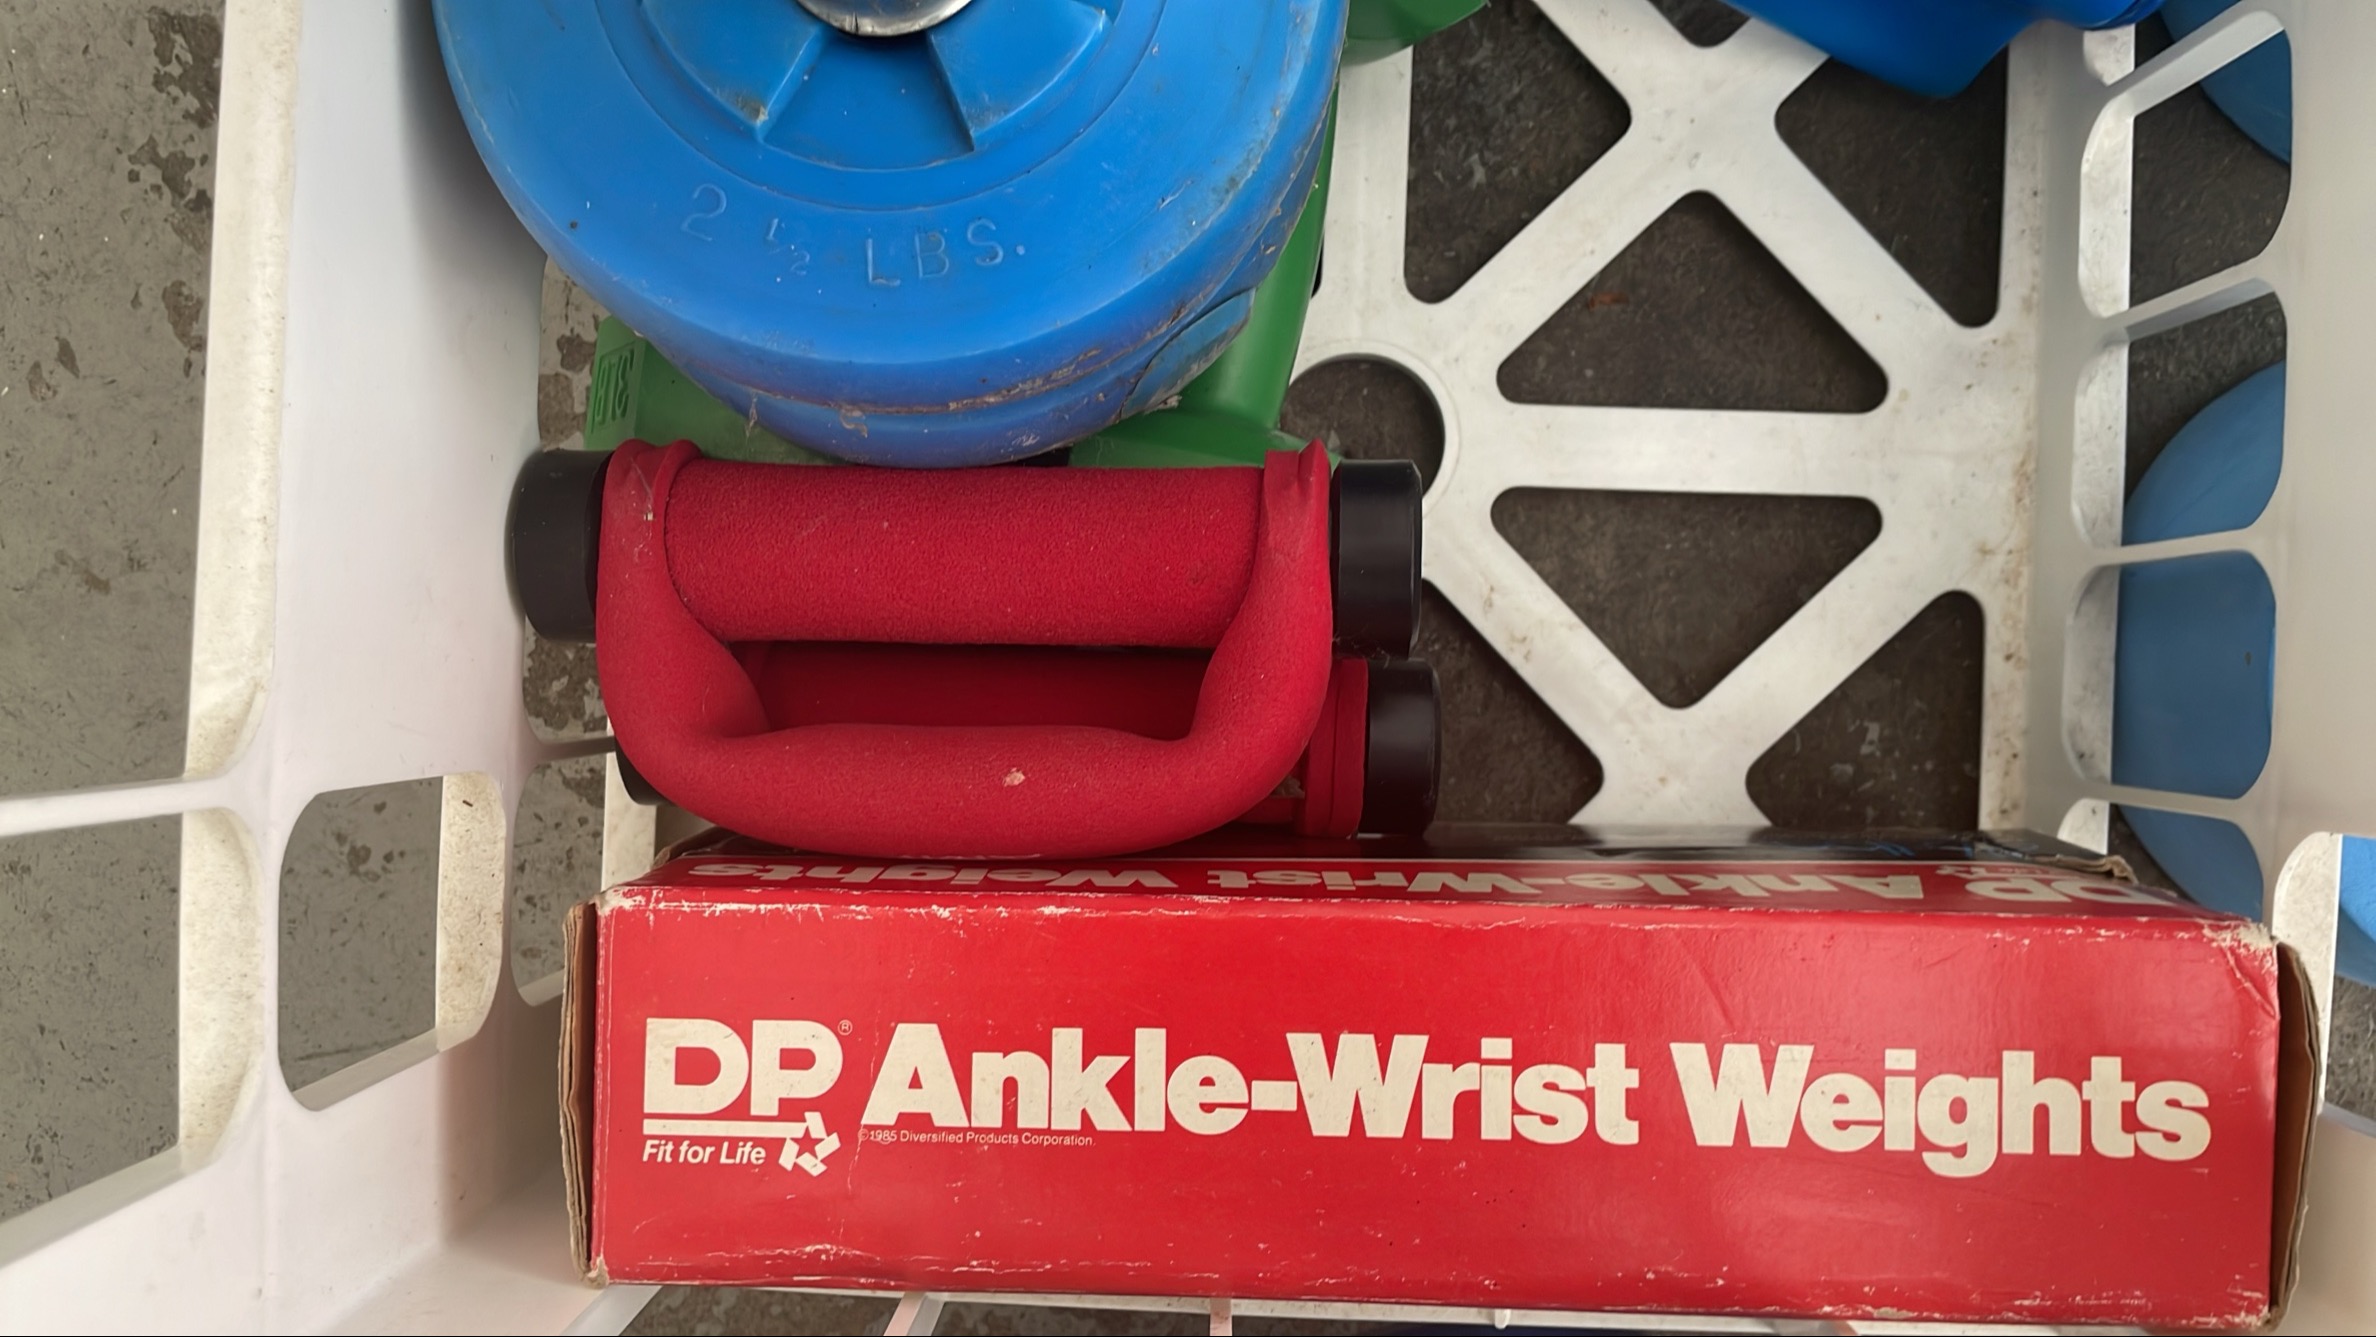 2 1/2 LBS.
3LB
DP Ankle-Wrist Weights
DP® Ankle-Wrist Weights
Fit for Life
©1985 Diversified Products Corporation.